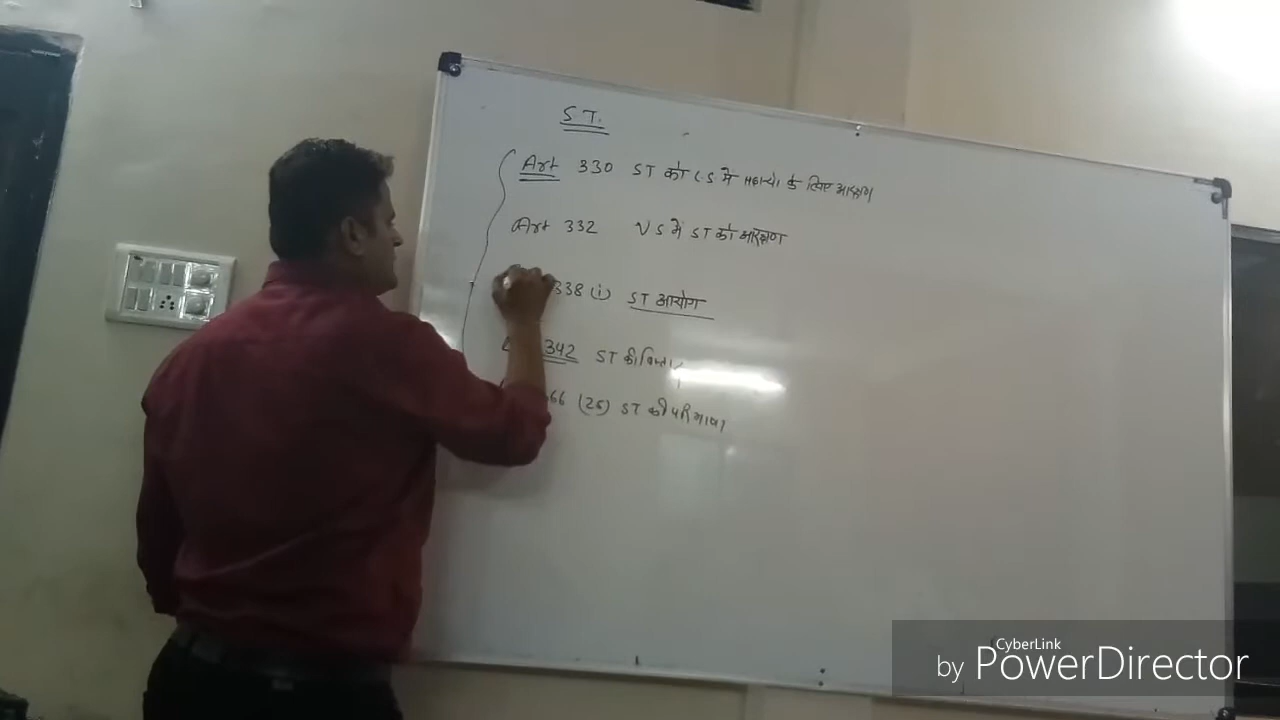 S T.
Art 330 ST को LS में सदस्यो के लिए आरक्षण
Art 332 VS में ST को आरक्षण
338 (i) ST आयोग
342 ST की
66 (25) ST की परिभाषा
CyberLink
by PowerDirector